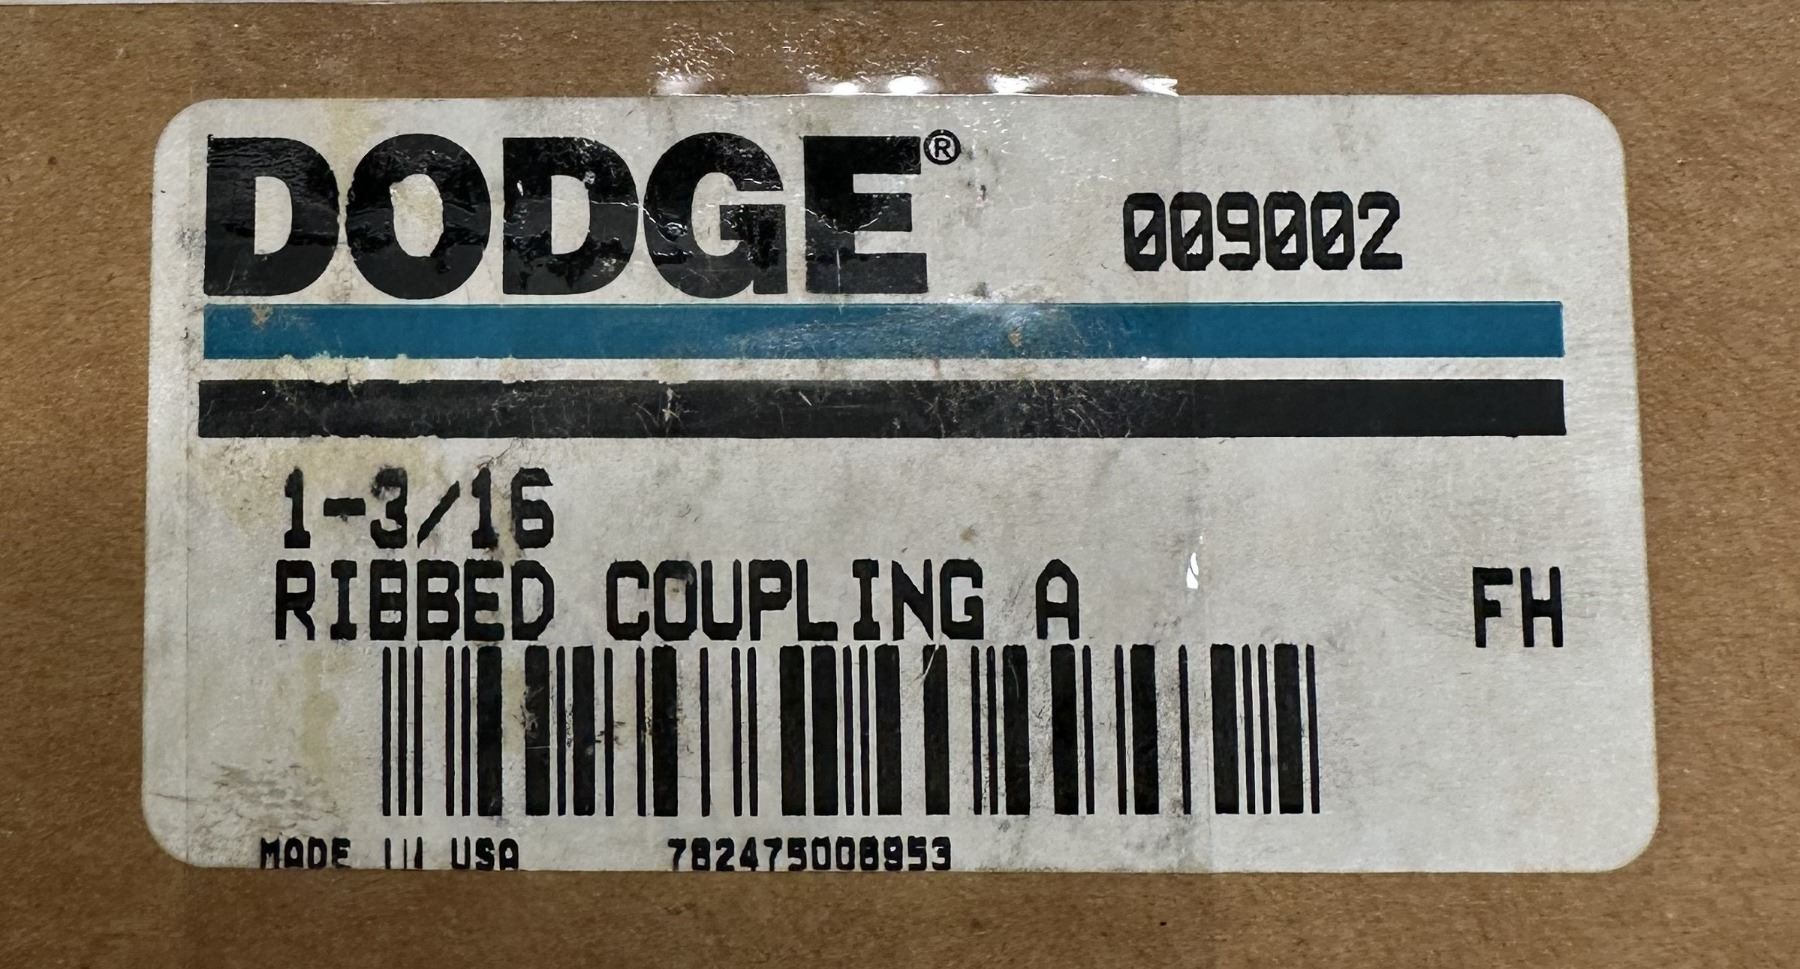 DODGE®
009002
1-3/16
RIBBED COUPLING A
FH
MADE IN USA
782475008953